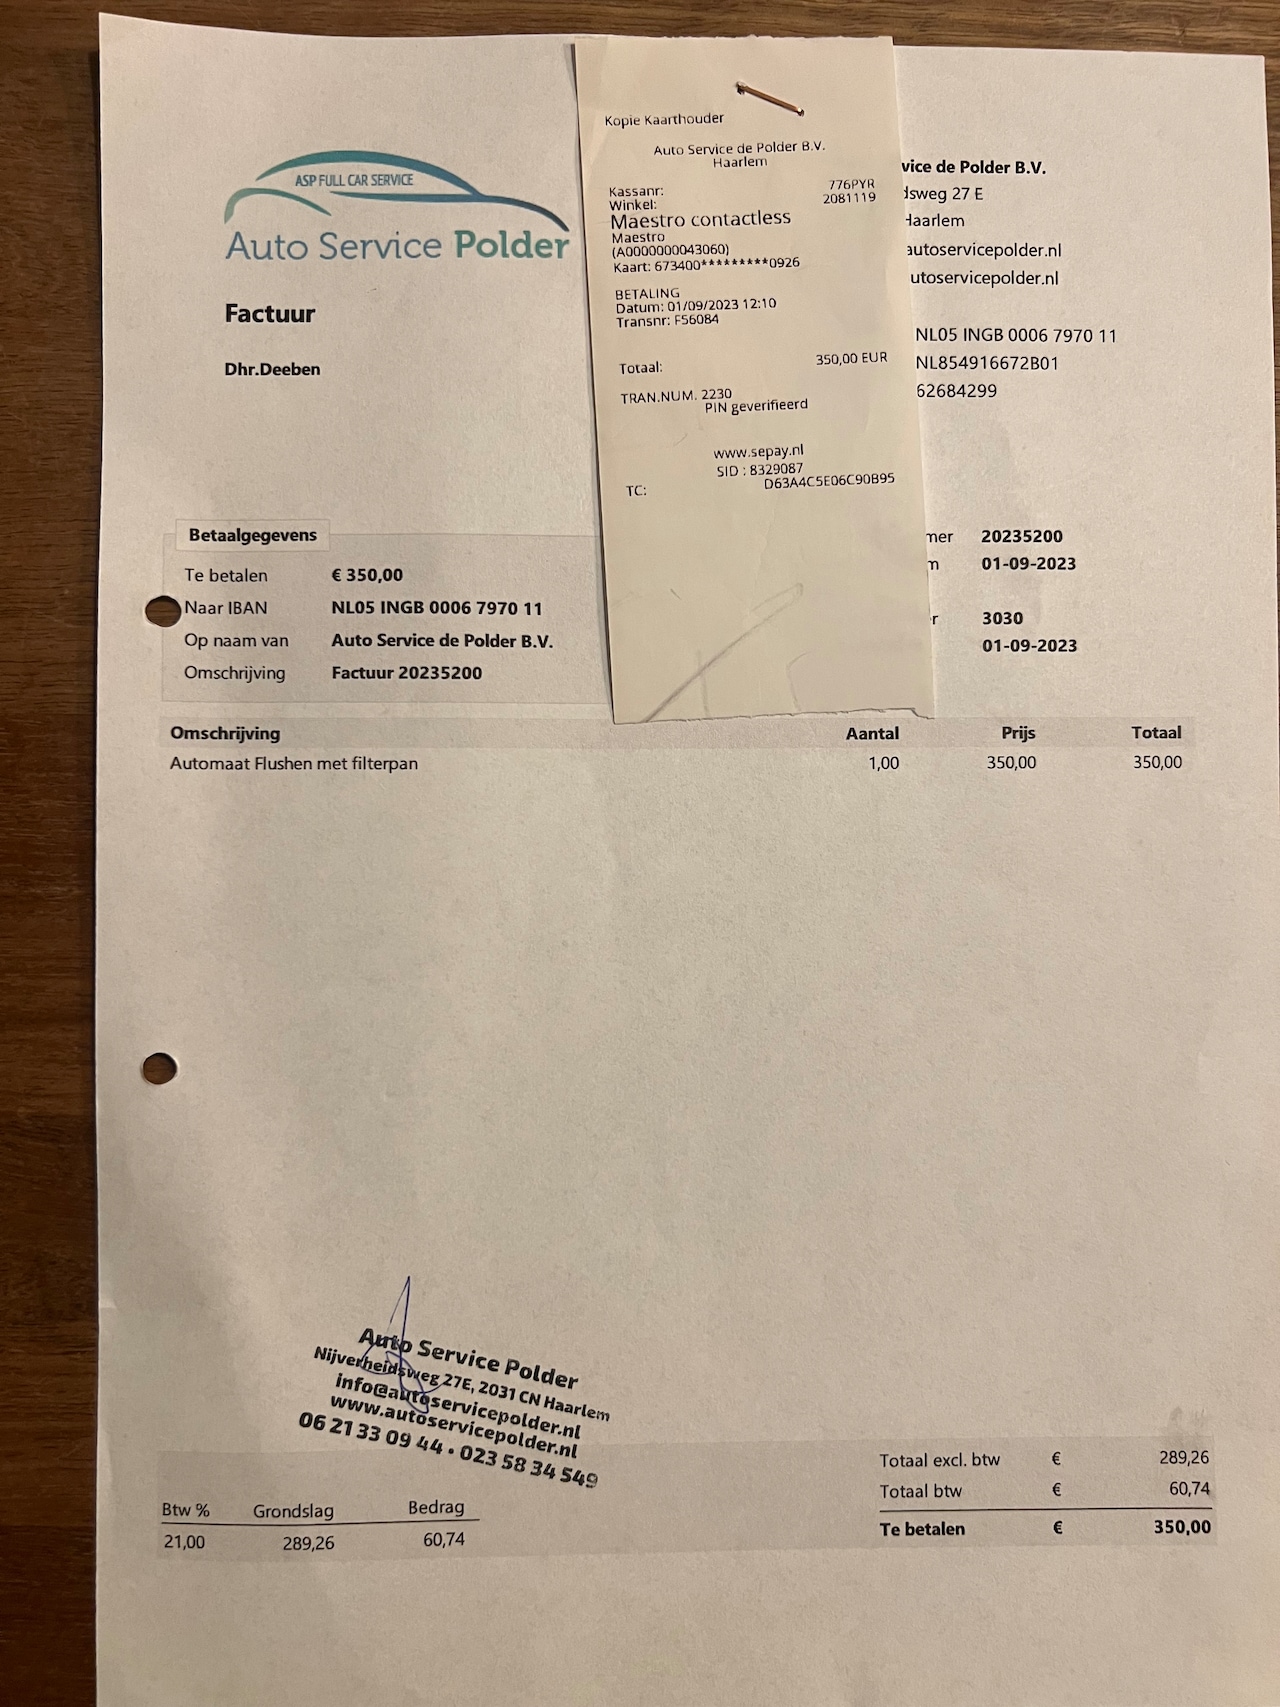 ASP FULL CAR SERVICE
Auto Service Polder
Factuur
Dhr.Deeben
Kopie Kaarthouder
Auto Service de Polder B.V.
Haarlem
Kassanr: 776PYR
Winkel: 2081119
Maestro contactless
Maestro
(A0000000043060)
Kaart: 673400*********0926
BETALING
Datum: 01/09/2023 12:10
Transnr: F56084
Totaal: 350,00 EUR
TRAN.NUM. 2230
PIN geverifieerd
www.sepay.nl
SID : 8329087
TC: D63A4C5E06C90B95
vice de Polder B.V.
dsweg 27 E
Haarlem
autoservicepolder.nl
utoservicepolder.nl
NL05 INGB 0006 7970 11
NL854916672B01
62684299
mer 20235200
m 01-09-2023
r 3030
01-09-2023
Betaalgegevens
Te betalen € 350,00
Naar IBAN NL05 INGB 0006 7970 11
Op naam van Auto Service de Polder B.V.
Omschrijving Factuur 20235200
Omschrijving Aantal Prijs Totaal
Automaat Flushen met filterpan 1,00 350,00 350,00
Auto Service Polder
Nijverheidsweg 27E, 2031 CN Haarlem
info@autoservicepolder.nl
www.autoservicepolder.nl
06 21 33 09 44 • 023 58 34 549
Btw % Grondslag Bedrag
21,00 289,26 60,74
Totaal excl. btw € 289,26
Totaal btw € 60,74
Te betalen € 350,00